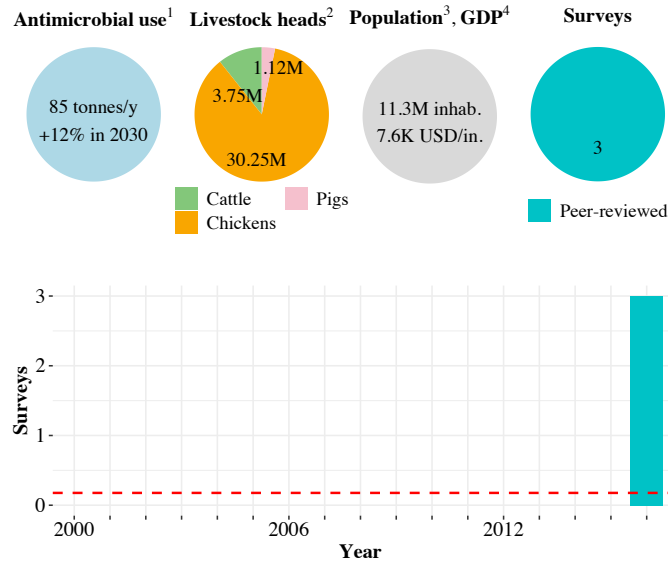 Antimicrobial use1 Livestock heads2 Population3, GDP4 Surveys
85 tonnes/y
+12% in 2030
1.12M
3.75M
30.25M
11.3M inhab.
7.6K USD/in.
3
Cattle Pigs
Chickens
Peer-reviewed
3
2
1
0
Surveys
2000 2006 2012
Year